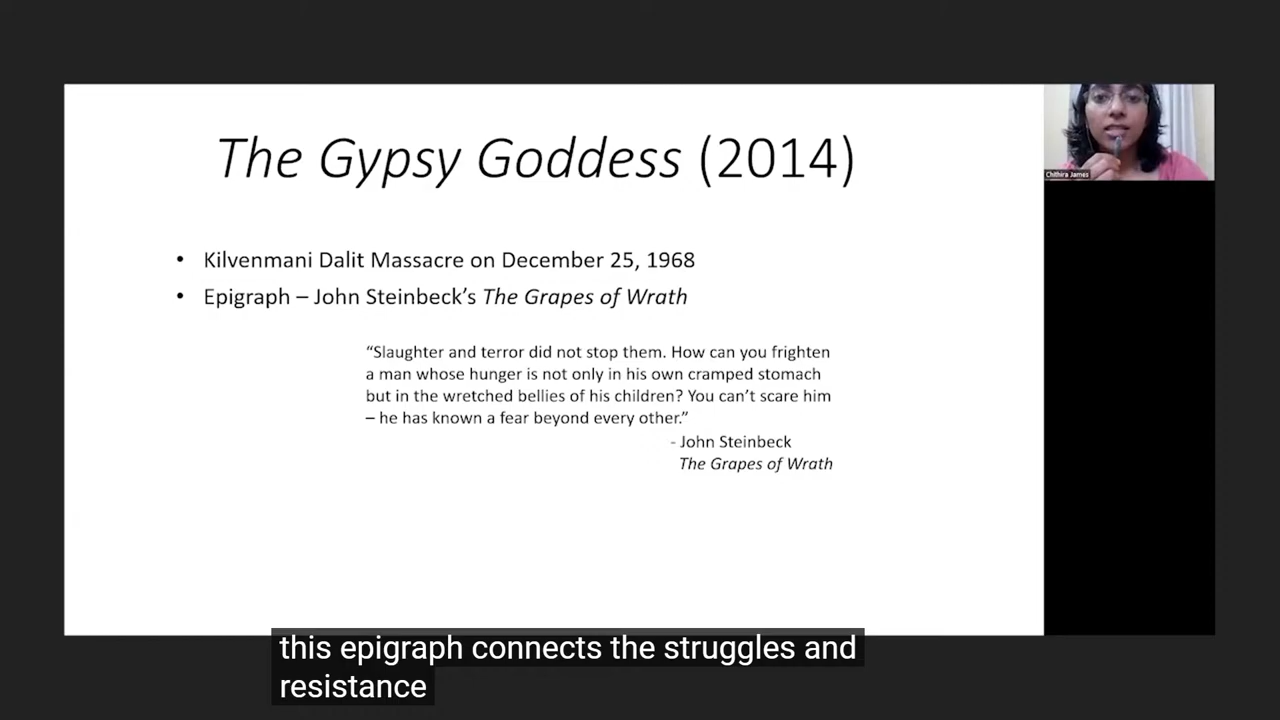 The Gypsy Goddess (2014)
• Kilvenmani Dalit Massacre on December 25, 1968
• Epigraph – John Steinbeck’s The Grapes of Wrath
“Slaughter and terror did not stop them. How can you frighten
a man whose hunger is not only in his own cramped stomach
but in the wretched bellies of his children? You can’t scare him
– he has known a fear beyond every other.”
- John Steinbeck
The Grapes of Wrath
Chithira James
this epigraph connects the struggles and
resistance